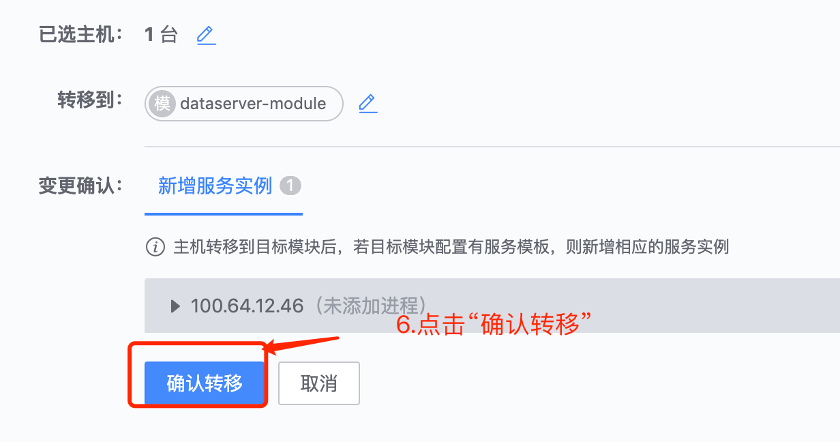 已选主机： 1 台
转移到： 模 dataserver-module
变更确认： 新增服务实例 1
主机转移到目标模块后，若目标模块配置有服务模板，则新增相应的服务实例
100.64.12.46（未添加进程）
6.点击“确认转移”
确认转移 取消